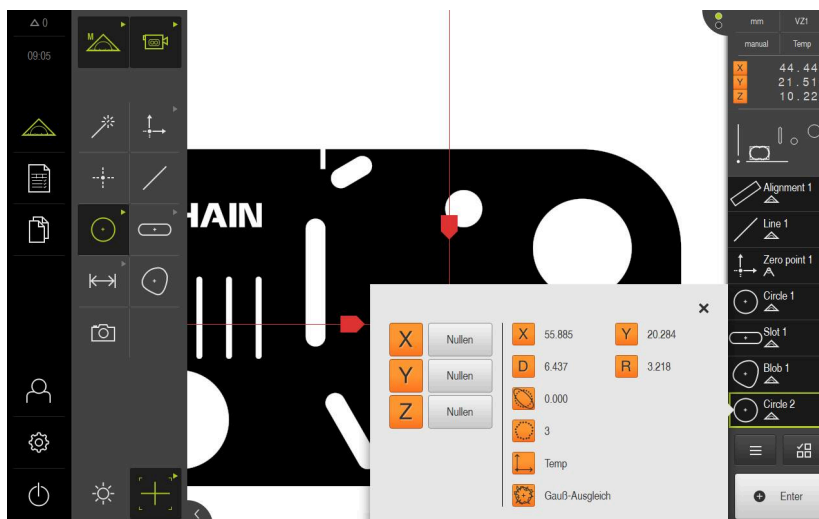 △ 0
09:05
M
HAIN
mm VZ1
manual Temp
X 44.44
Y 21.51
Z 10.22
Alignment 1
Line 1
Zero point 1
Circle 1
Slot 1
Blob 1
Circle 2
Enter
X Nullen
Y Nullen
Z Nullen
X 55.885 Y 20.284
D 6.437 R 3.218
0.000
3
Temp
Gauß-Ausgleich